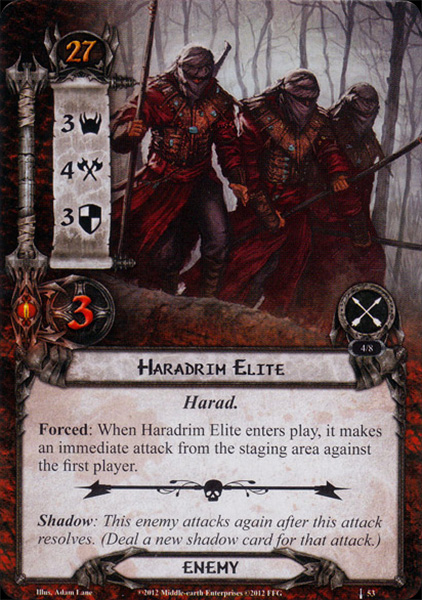 27
3
4
3
3
4/8
Haradrim Elite
Harad.
Forced: When Haradrim Elite enters play, it makes
an immediate attack from the staging area against
the first player.
Shadow: This enemy attacks again after this attack
resolves. (Deal a new shadow card for that attack.)
ENEMY
Illus. Adam Lane ©2012 Middle-earth Enterprises ©2012 FFG 53